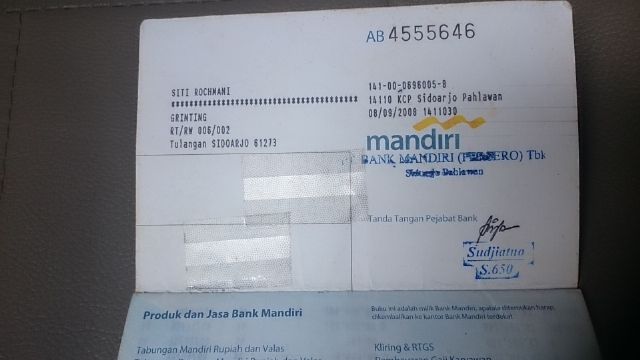 AB 4555646
SITI ROCHMANI
****************************************
GRINTING
RT/RW 006/002
Tulangan SIDOARJO 61273
141-00-0696005-8
14110 KCP Sidoarjo Pahlawan
08/09/2008 1411030
mandiri
BANK MANDIRI (PERSERO) Tbk
Pahlawan
Tanda Tangan Pejabat Bank
Sudjiatno
S.650
Produk dan Jasa Bank Mandiri
Tabungan Mandiri Rupiah dan Valas
Buku ini adalah milik Bank Mandiri, apabila ditemukan harap
dikembalikan ke kantor Bank Mandiri terdekat
Kliring & RTGS
Pembayaran Gaji Karyawan